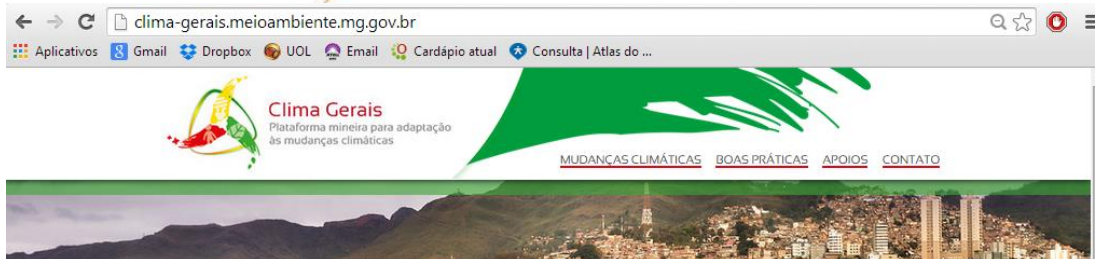 clima-gerais.meioambiente.mg.gov.br
Aplicativos Gmail Dropbox UOL Email Cardápio atual Consulta | Atlas do ...
Clima Gerais
Plataforma mineira para adaptação
às mudanças climáticas
MUDANÇAS CLIMÁTICAS BOAS PRÁTICAS APOIOS CONTATO